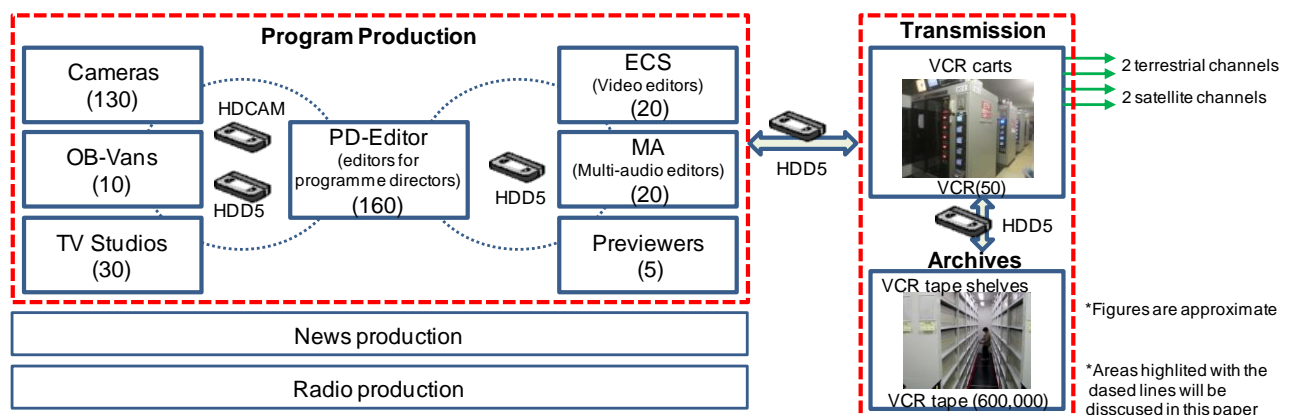 Program Production
Cameras
(130)
OB-Vans
(10)
TV Studios
(30)
HDCAM
HDD5
PD-Editor
(editors for
programme directors)
(160)
HDD5
ECS
(Video editors)
(20)
MA
(Multi-audio editors)
(20)
Previewers
(5)
News production
Radio production
HDD5
Transmission
VCR carts
VCR(50)
HDD5
Archives
VCR tape shelves
VCR tape (600,000)
2 terrestrial channels
2 satellite channels
*Figures are approximate
*Areas highlited with the
dased lines will be
disscused in this paper